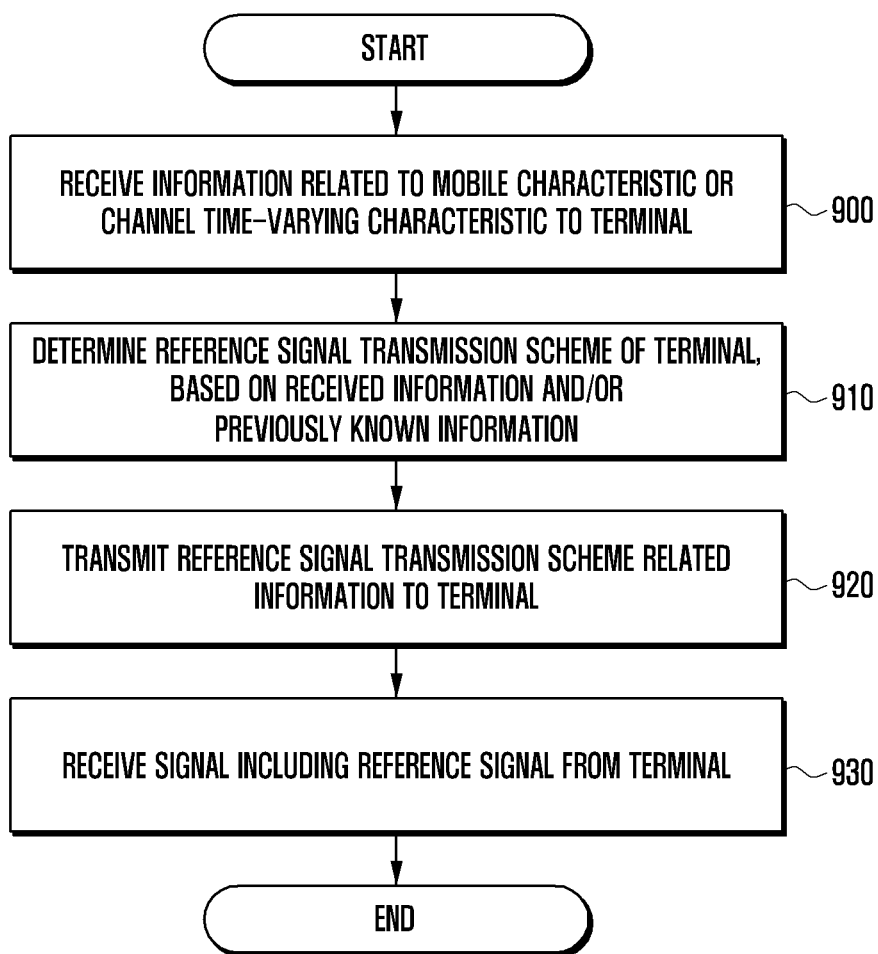 START
RECEIVE INFORMATION RELATED TO MOBILE CHARACTERISTIC OR
CHANNEL TIME-VARYING CHARACTERISTIC TO TERMINAL
900
DETERMINE REFERENCE SIGNAL TRANSMISSION SCHEME OF TERMINAL,
BASED ON RECEIVED INFORMATION AND/OR
PREVIOUSLY KNOWN INFORMATION
910
TRANSMIT REFERENCE SIGNAL TRANSMISSION SCHEME RELATED
INFORMATION TO TERMINAL
920
RECEIVE SIGNAL INCLUDING REFERENCE SIGNAL FROM TERMINAL
930
END